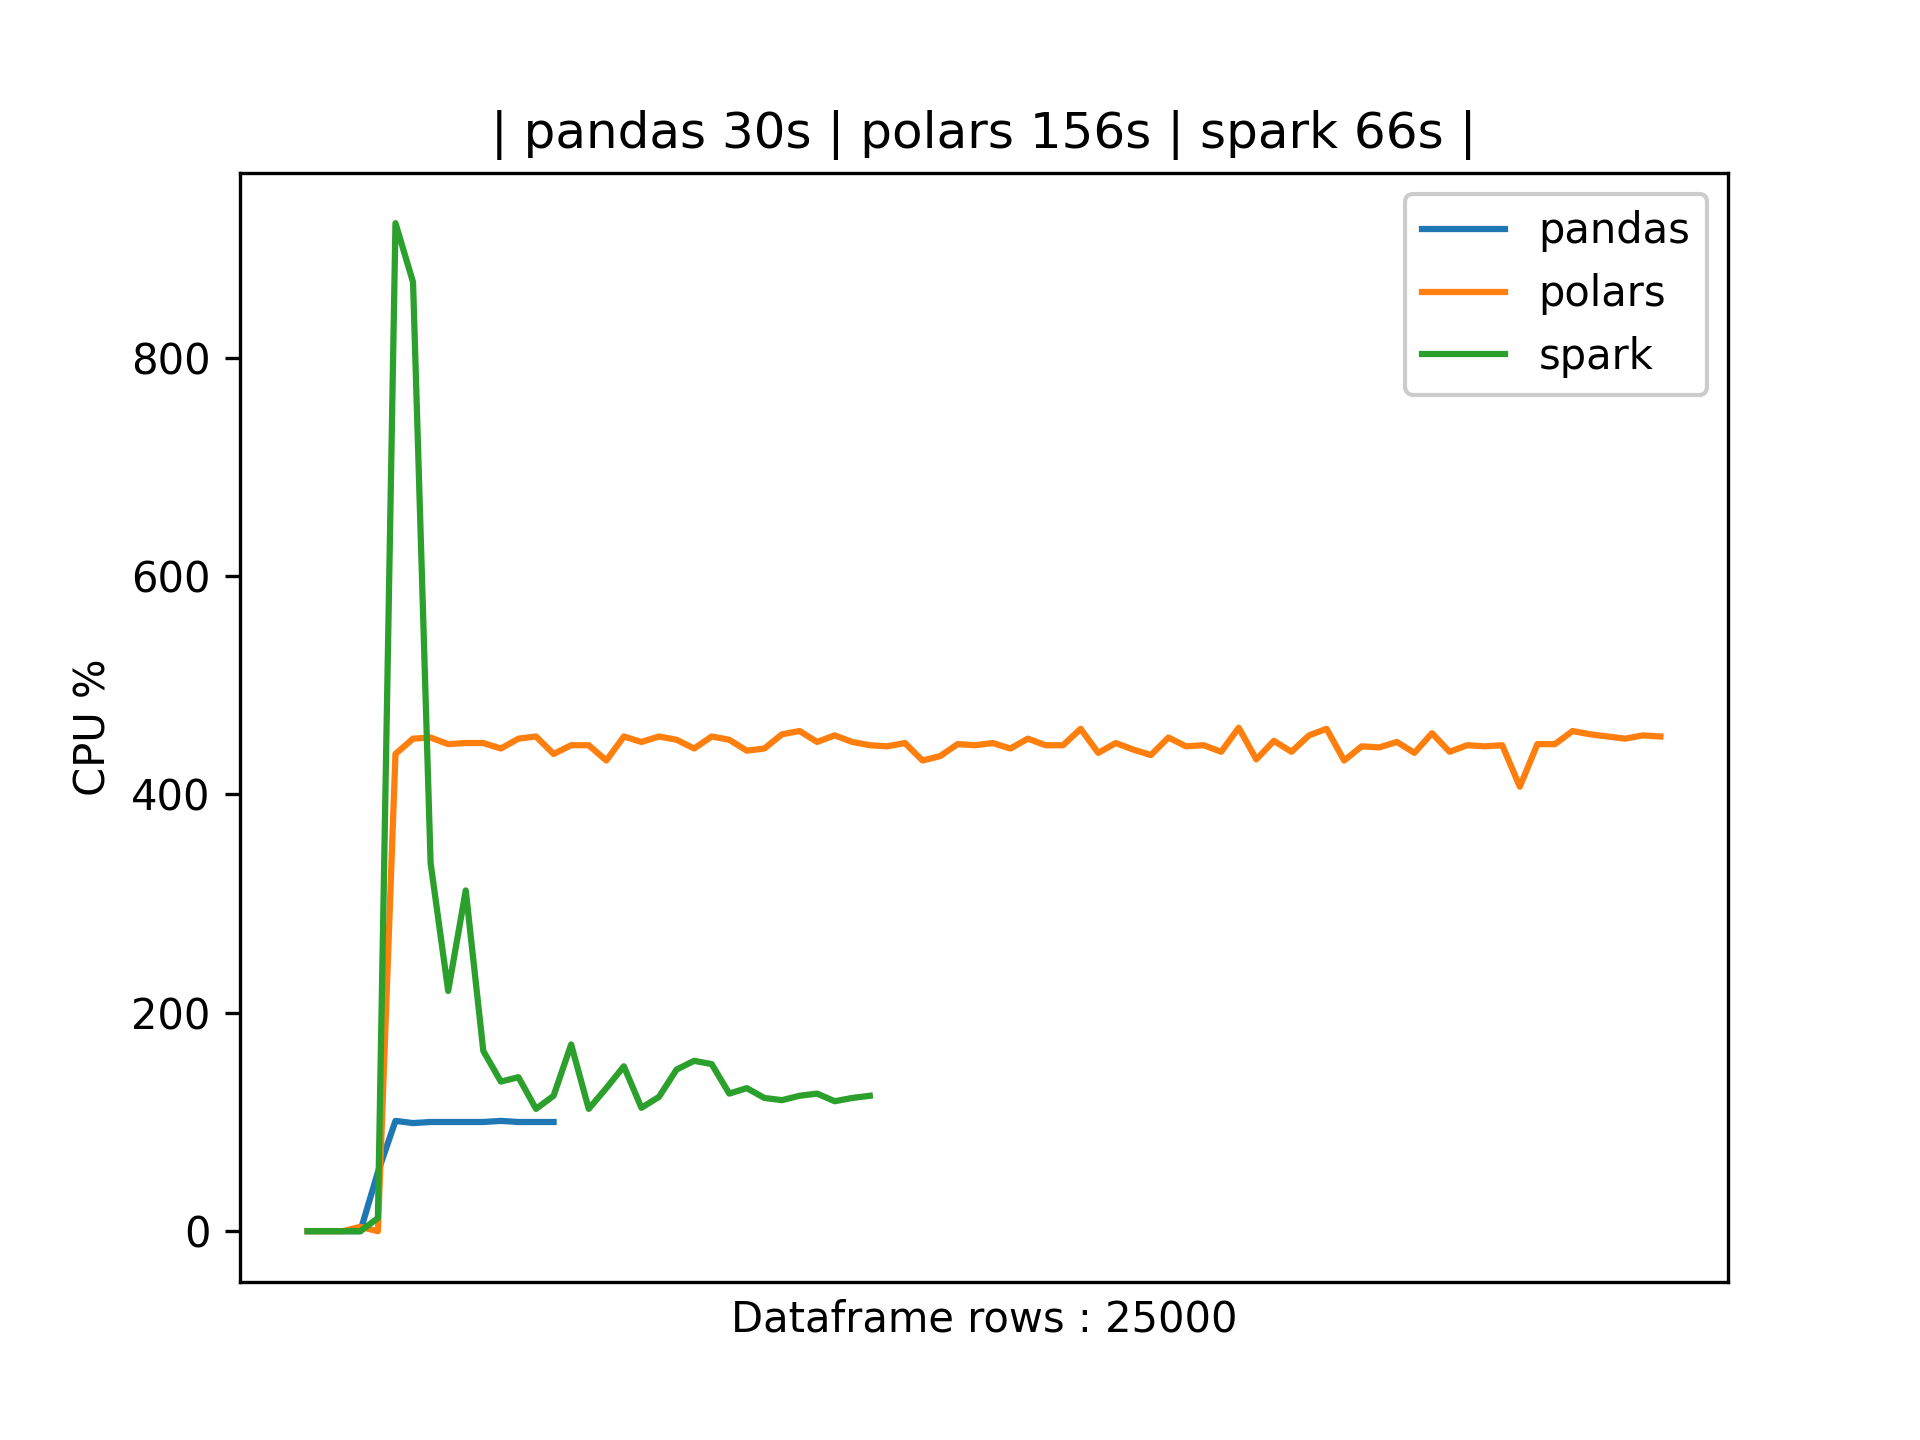 | pandas 30s | polars 156s | spark 66s |
pandas
polars
spark
800
600
400
200
0
CPU %
Dataframe rows : 25000